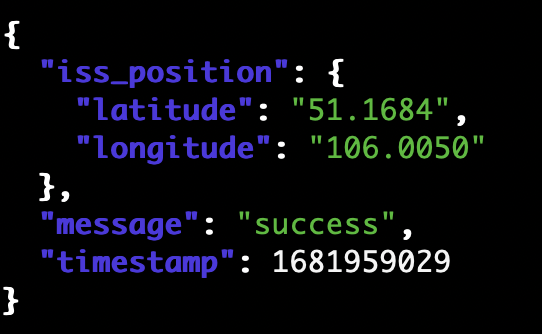 {
"iss_position": {
"latitude": "51.1684",
"longitude": "106.0050"
},
"message": "success",
"timestamp": 1681959029
}